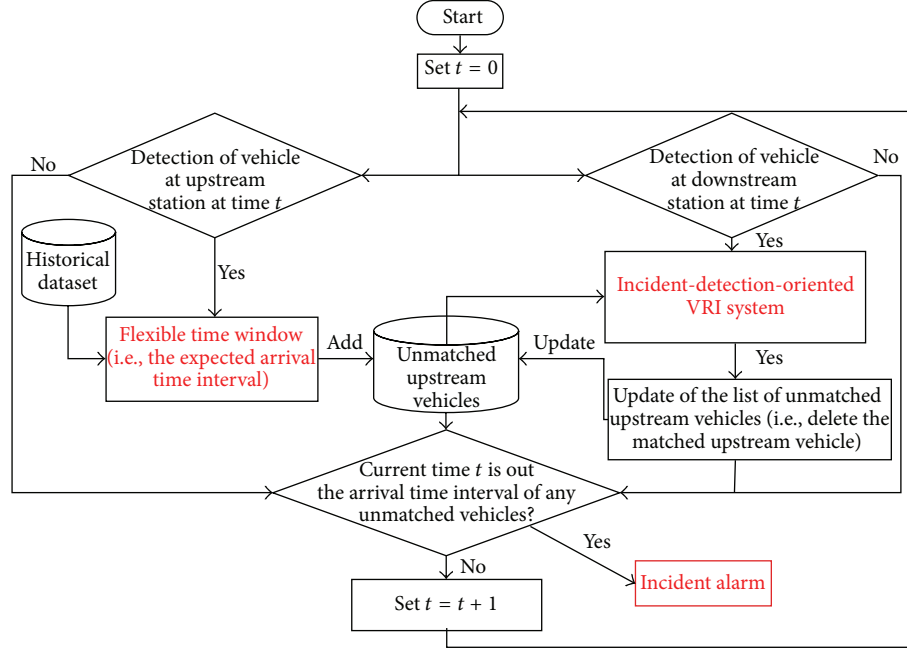 Start
Set t = 0
No
Detection of vehicle
at upstream
station at time t
Detection of vehicle
at downstream
station at time t
No
Historical
dataset
Yes
Yes
Flexible time window
(i.e., the expected arrival
time interval)
Add
Unmatched
upstream
vehicles
Update
Incident-detection-oriented
VRI system
Yes
Update of the list of unmatched
upstream vehicles (i.e., delete the
matched upstream vehicle)
Current time t is out
the arrival time interval of any
unmatched vehicles?
Yes
Incident alarm
No
Set t = t + 1